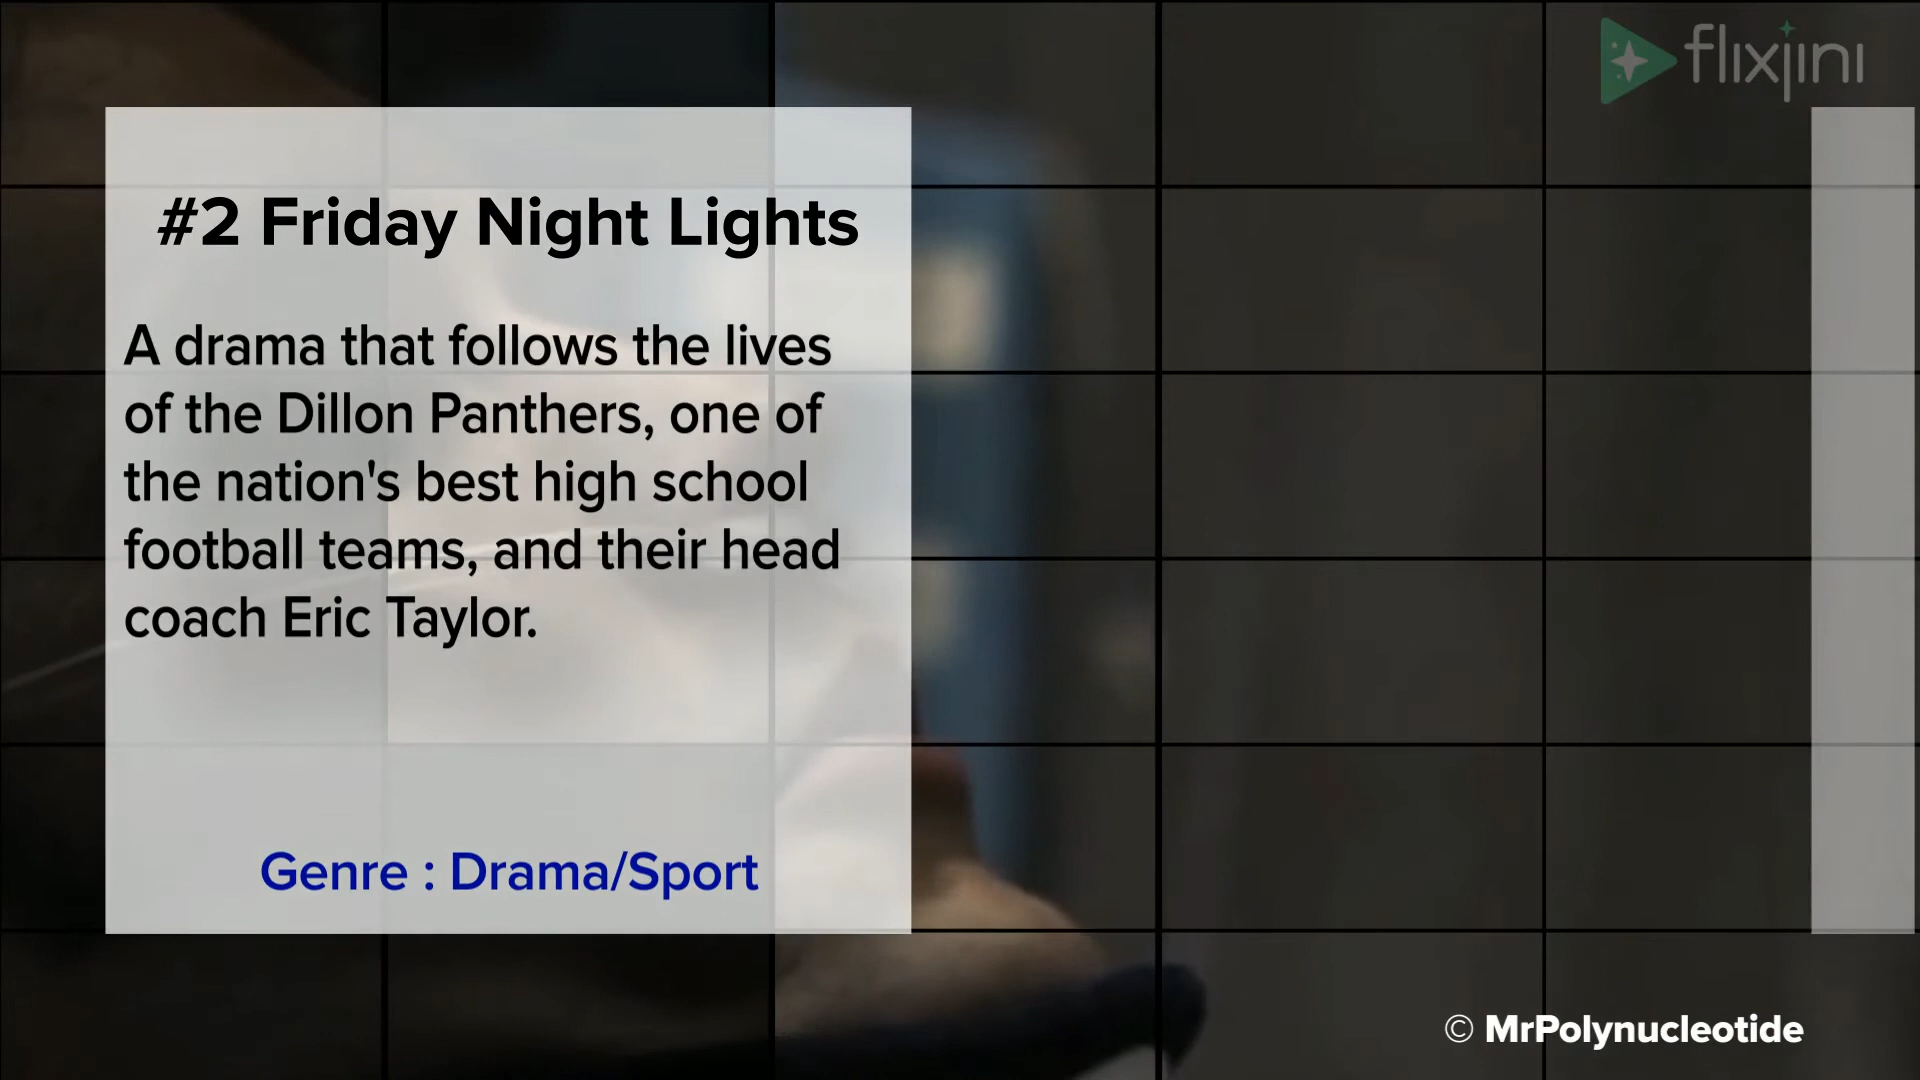 flixjini
#2 Friday Night Lights
A drama that follows the lives
of the Dillon Panthers, one of
the nation's best high school
football teams, and their head
coach Eric Taylor.
Genre : Drama/Sport
© MrPolynucleotide